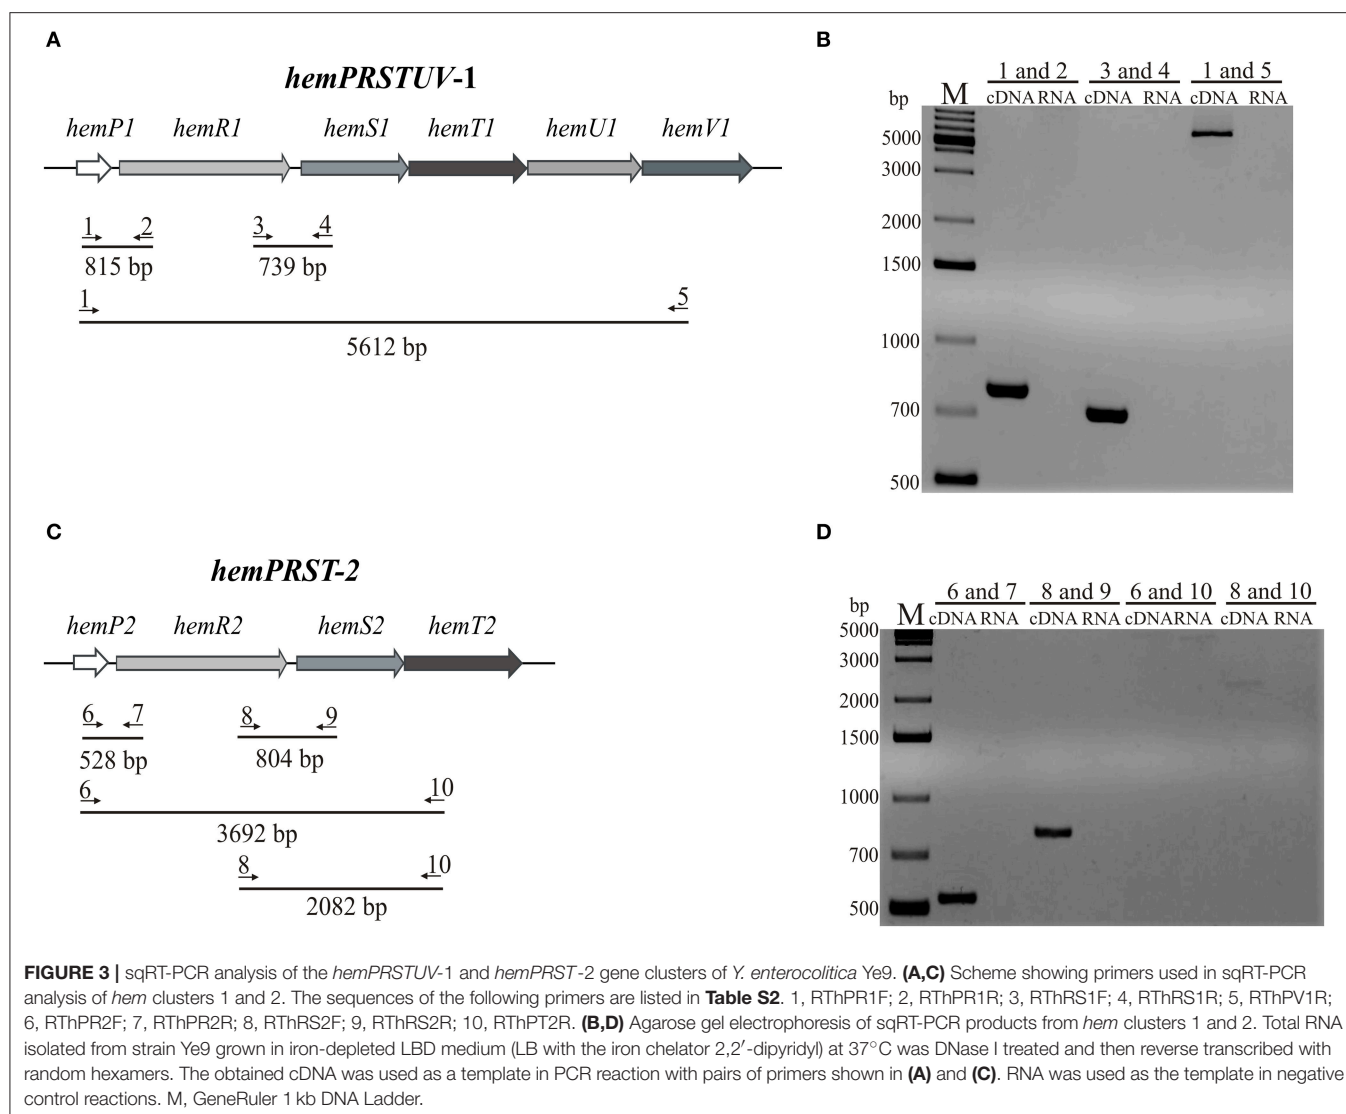 A
hemPRSTUV-1
hemP1 hemR1 hemS1 hemT1 hemU1 hemV1
1 2 3 4
815 bp 739 bp
1 5
5612 bp
B
1 and 2 3 and 4 1 and 5
bp M cDNA RNA cDNA RNA cDNA RNA
5000
3000
2000
1500
1000
700
500
C
hemPRST-2
hemP2 hemR2 hemS2 hemT2
6 7 8 9
528 bp 804 bp
6 10
3692 bp
8 10
2082 bp
D
6 and 7 8 and 9 6 and 10 8 and 10
bp M cDNA RNA cDNA RNA cDNARNA cDNA RNA
5000
3000
2000
1500
1000
700
500
FIGURE 3 | sqRT-PCR analysis of the hemPRSTUV-1 and hemPRST-2 gene clusters of Y. enterocolitica Ye9. (A,C) Scheme showing primers used in sqRT-PCR
analysis of hem clusters 1 and 2. The sequences of the following primers are listed in Table S2. 1, RThPR1F; 2, RThPR1R; 3, RThRS1F; 4, RThRS1R; 5, RThPV1R;
6, RThPR2F; 7, RThPR2R; 8, RThRS2F; 9, RThRS2R; 10, RThPT2R. (B,D) Agarose gel electrophoresis of sqRT-PCR products from hem clusters 1 and 2. Total RNA
isolated from strain Ye9 grown in iron-depleted LBD medium (LB with the iron chelator 2,2′-dipyridyl) at 37°C was DNase I treated and then reverse transcribed with
random hexamers. The obtained cDNA was used as a template in PCR reaction with pairs of primers shown in (A) and (C). RNA was used as the template in negative
control reactions. M, GeneRuler 1 kb DNA Ladder.